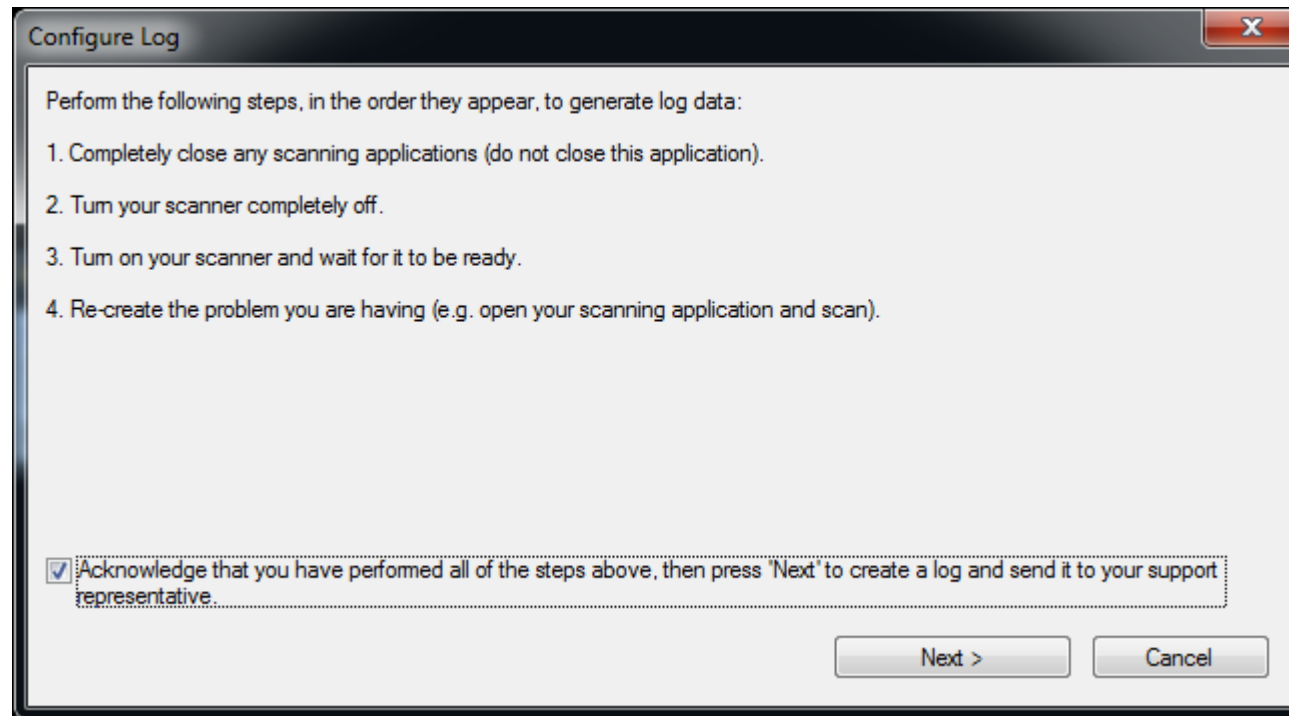 Configure Log
Perform the following steps, in the order they appear, to generate log data:
1. Completely close any scanning applications (do not close this application).
2. Turn your scanner completely off.
3. Turn on your scanner and wait for it to be ready.
4. Re-create the problem you are having (e.g. open your scanning application and scan).
Acknowledge that you have performed all of the steps above, then press 'Next' to create a log and send it to your support
representative.
Next >
Cancel